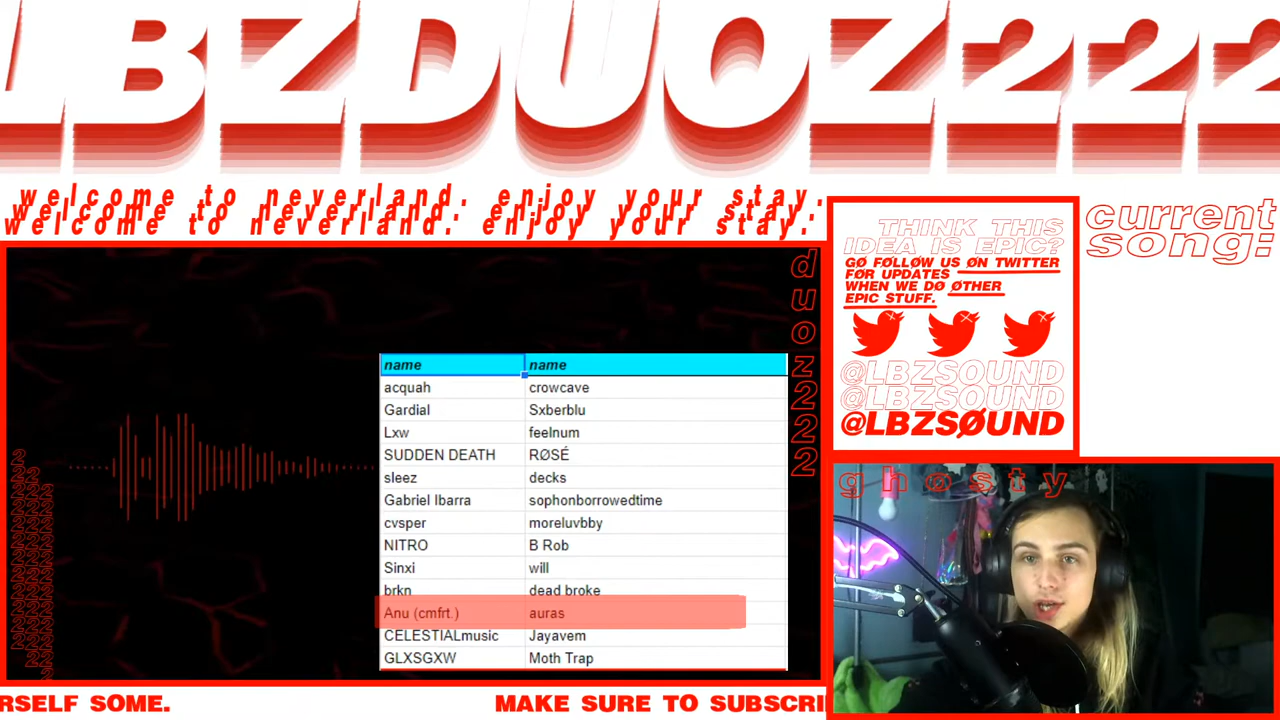 LBZDUOZ222
welcome to neverland. enjoy your stay.
welcome to neverland. enjoy your stay.
THINK THIS
IDEA IS EPIC?
GØ FØLLØW US ØN TWITTER
FØR UPDATES
WHEN WE DØ ØTHER
EPIC STUFF.
@LBZSOUND
@LBZSOUND
@LBZSØUND
current
song:
duoz222
name name
acquah crowcave
Gardial Sxberblu
Lxw feelnum
SUDDEN DEATH RØSÉ
sleez decks
Gabriel Ibarra sophonborrowedtime
cvsper moreluvbby
NITRO B Rob
Sinxi will
brkn dead broke
Anu (cmfrt.) auras
CELESTIALmusic Jayavem
GLXSGXW Moth Trap
ghøsty
RSELF SØME.
MAKE SURE TO SUBSCRI